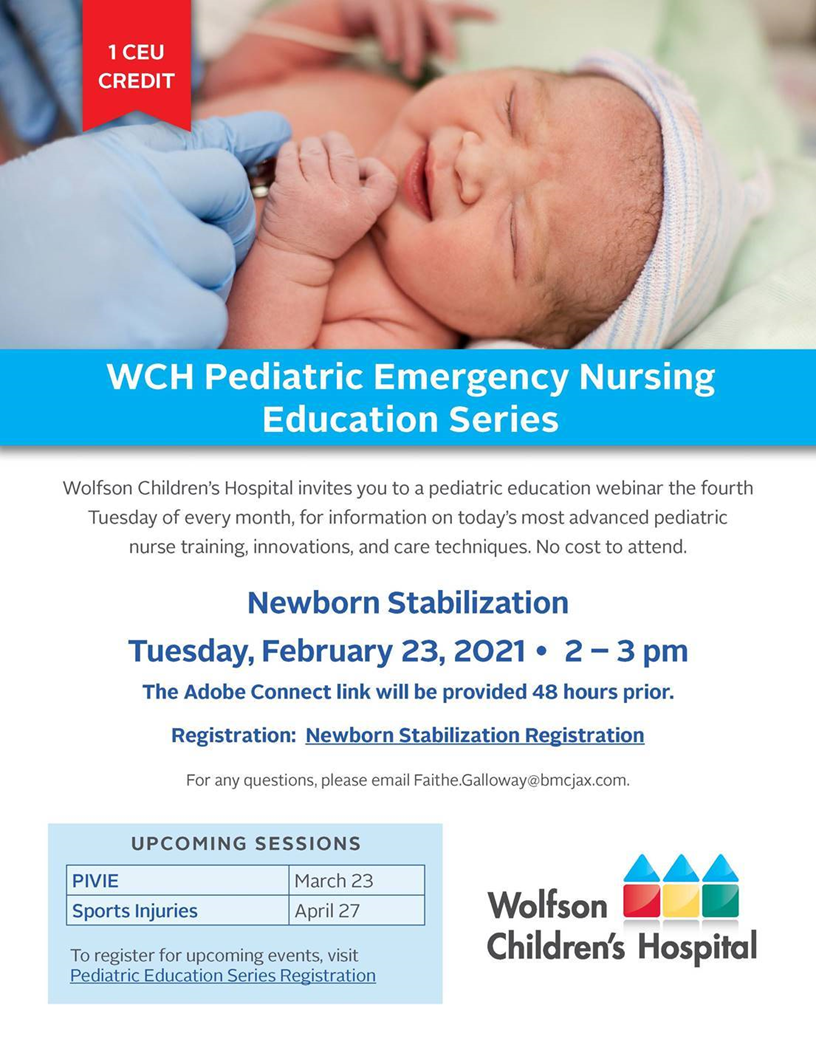 1 CEU
CREDIT
WCH Pediatric Emergency Nursing
Education Series
Wolfson Children's Hospital invites you to a pediatric education webinar the fourth
Tuesday of every month, for information on today's most advanced pediatric
nurse training, innovations, and care techniques. No cost to attend.
Newborn Stabilization
Tuesday, February 23, 2021 • 2 – 3 pm
The Adobe Connect link will be provided 48 hours prior.
Registration: Newborn Stabilization Registration
For any questions, please email Faithe.Galloway@bmcjax.com.
UPCOMING SESSIONS
PIVIE March 23
Sports Injuries April 27
To register for upcoming events, visit
Pediatric Education Series Registration
Wolfson
Children's Hospital